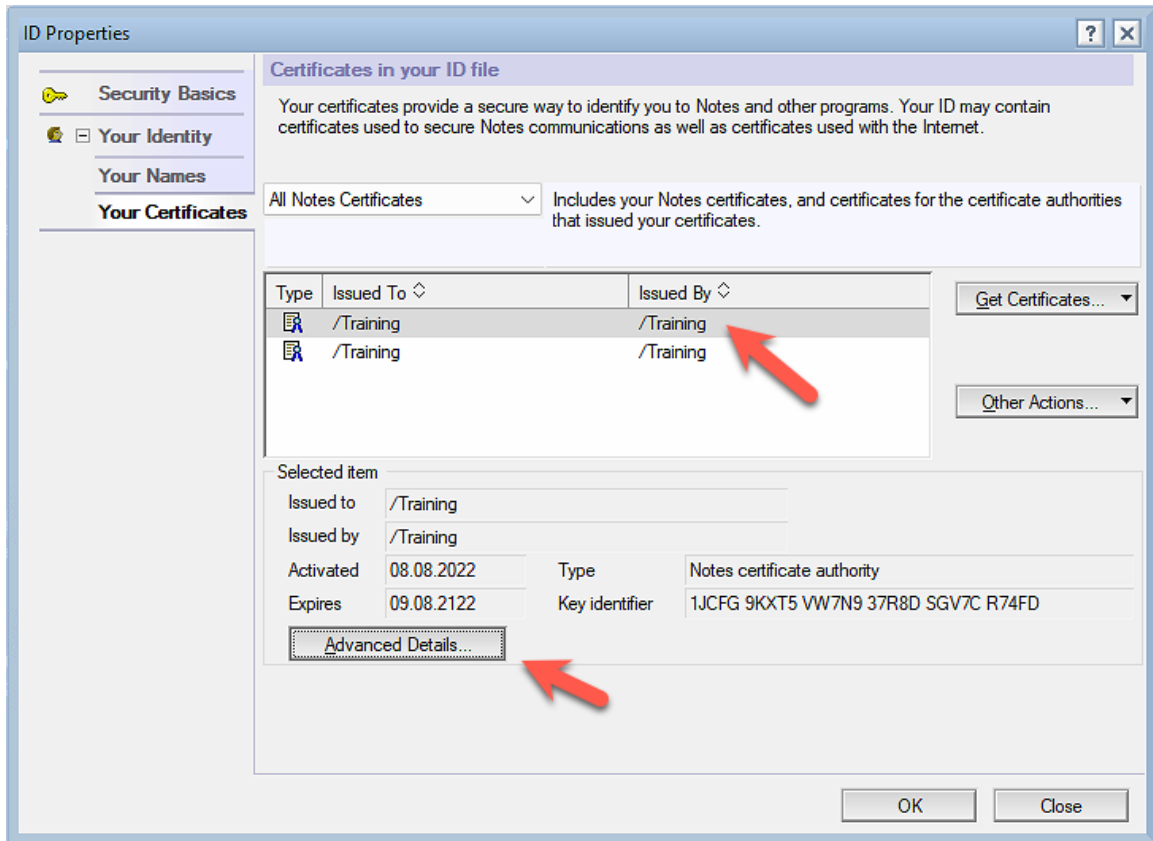 ID Properties
?
Security Basics
Your Identity
Your Names
Your Certificates
Certificates in your ID file
Your certificates provide a secure way to identify you to Notes and other programs. Your ID may contain
certificates used to secure Notes communications as well as certificates used with the Internet.
All Notes Certificates
Includes your Notes certificates, and certificates for the certificate authorities
that issued your certificates.
Type Issued To Issued By
/Training /Training
/Training /Training
Get Certificates...
Other Actions...
Selected item
Issued to /Training
Issued by /Training
Activated 08.08.2022 Type Notes certificate authority
Expires 09.08.2122 Key identifier 1JCFG 9KXT5 VW7N9 37R8D SGV7C R74FD
Advanced Details...
OK Close